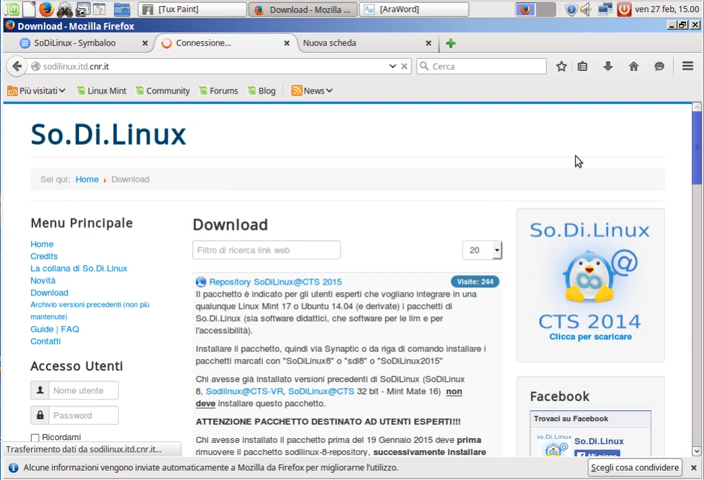 [Tux Paint]
Download - Mozilla ...
[AraWord]
ven 27 feb, 15.00
Download - Mozilla Firefox
SoDiLinux - Symbaloo
Connessione...
Nuova scheda
sodilinux.itd.cnr.it
Cerca
Più visitati
Linux Mint
Community
Forums
Blog
News
So.Di.Linux
Sei qui: Home Download
Menu Principale
Home
Credits
La collana di So.Di.Linux
Novità
Download
Archivio versioni precedenti (non più
mantenute)
Guide | FAQ
Contatti
Accesso Utenti
Nome utente
Password
Ricordami
Download
Filtro di ricerca link web
20
Repository SoDiLinux@CTS 2015
Visite: 244
Il pacchetto è indicato per gli utenti esperti che vogliano integrare in una
qualunque Linux Mint 17 o Ubuntu 14.04 (e derivate) i pacchetti di
So.Di.Linux (sia software didattici, che software per le lim e per
l'accessibilità).
Installare il pacchetto, quindi via Synaptic o da riga di comando installare i
pacchetti marcati con "SoDiLinux8" o "sdl8" o "SoDiLinux2015"
Chi avesse già installato versioni precedenti di SoDiLinux (SoDiLinux
8, Sodilinux@CTS-VR, SoDiLinux@CTS 32 bit - Mint Mate 16) non
deve installare questo pacchetto.
ATTENZIONE PACCHETTO DESTINATO AD UTENTI ESPERTI!!!!
Chi avesse installato il pacchetto prima del 19 Gennaio 2015 deve prima
rimuovere il pacchetto sodilinux-8-repository, successivamente installare
So.Di.Linux
@
CTS 2014
Clicca per scaricare
Facebook
Trovaci su Facebook
So.Di.Linux
Trasferimento dati da sodilinux.itd.cnr.it...
Alcune informazioni vengono inviate automaticamente a Mozilla da Firefox per migliorarne l'utilizzo.
Scegli cosa condividere